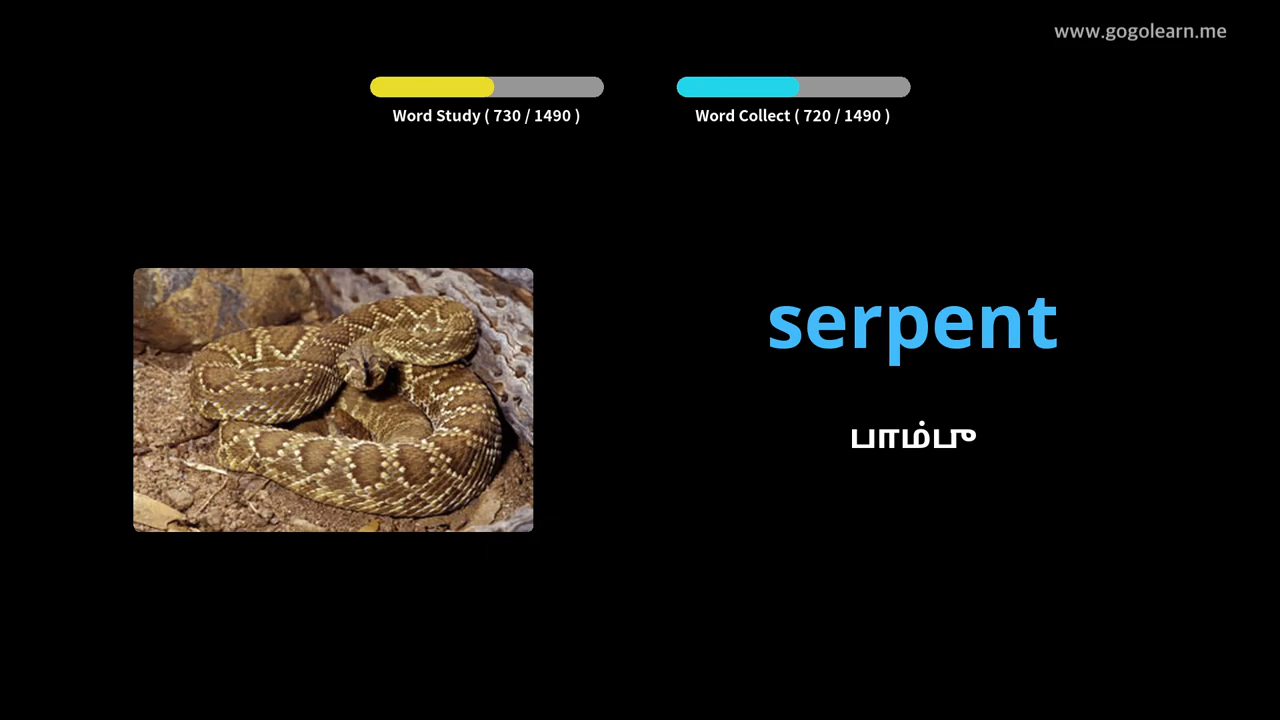 www.gogolearn.me
Word Study ( 730 / 1490 )
Word Collect ( 720 / 1490 )
serpent
பாம்பு